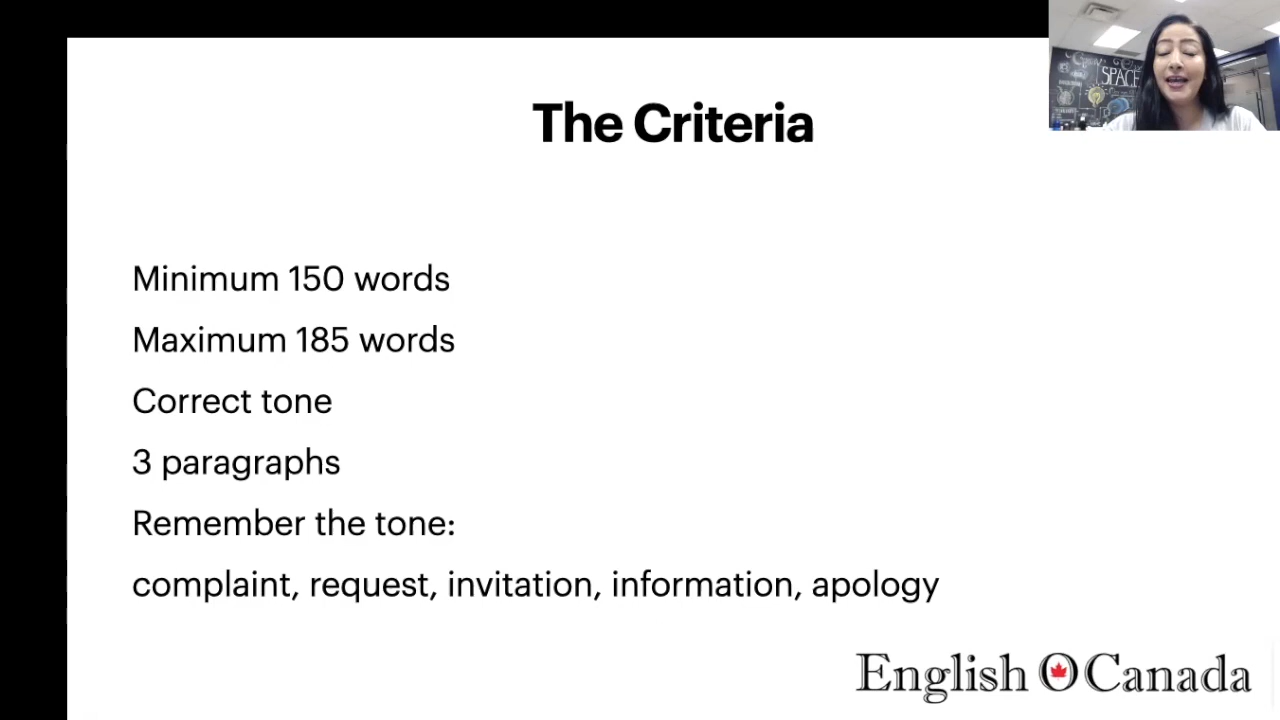 SPACE
The Criteria
Minimum 150 words
Maximum 185 words
Correct tone
3 paragraphs
Remember the tone:
complaint, request, invitation, information, apology
English O Canada